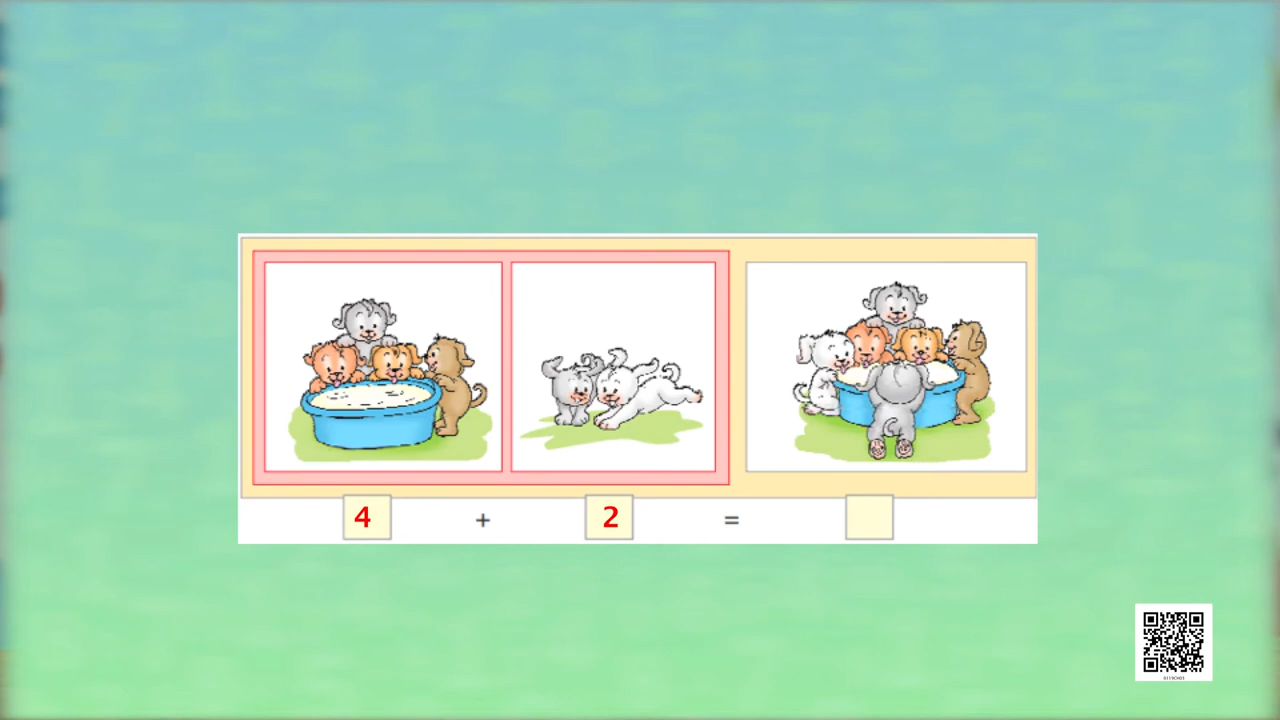 4 + 2 =